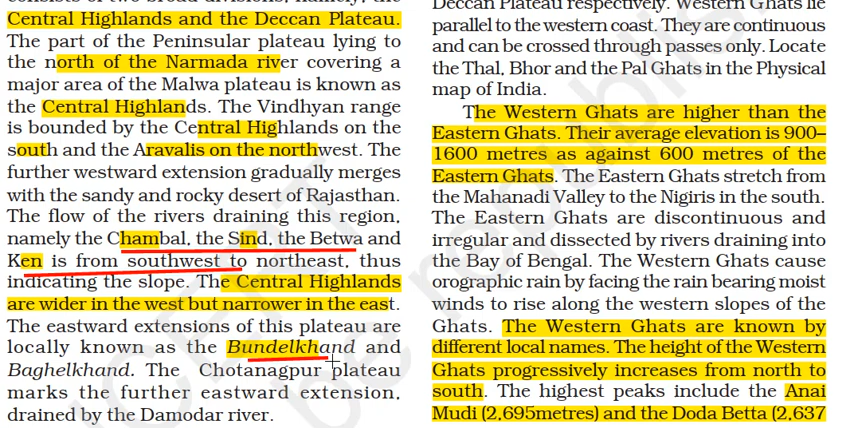 consists of two broad divisions, namely, the
Central Highlands and the Deccan Plateau.
The part of the Peninsular plateau lying to
the north of the Narmada river covering a
major area of the Malwa plateau is known as
the Central Highlands. The Vindhyan range
is bounded by the Central Highlands on the
south and the Aravalis on the northwest. The
further westward extension gradually merges
with the sandy and rocky desert of Rajasthan.
The flow of the rivers draining this region,
namely the Chambal, the Sind, the Betwa and
Ken is from southwest to northeast, thus
indicating the slope. The Central Highlands
are wider in the west but narrower in the east.
The eastward extensions of this plateau are
locally known as the Bundelkhand and
Baghelkhand. The Chotanagpur plateau
marks the further eastward extension,
drained by the Damodar river.
Deccan Plateau respectively. Western Ghats lie
parallel to the western coast. They are continuous
and can be crossed through passes only. Locate
the Thal, Bhor and the Pal Ghats in the Physical
map of India.
The Western Ghats are higher than the
Eastern Ghats. Their average elevation is 900–
1600 metres as against 600 metres of the
Eastern Ghats. The Eastern Ghats stretch from
the Mahanadi Valley to the Nigiris in the south.
The Eastern Ghats are discontinuous and
irregular and dissected by rivers draining into
the Bay of Bengal. The Western Ghats cause
orographic rain by facing the rain bearing moist
winds to rise along the western slopes of the
Ghats. The Western Ghats are known by
different local names. The height of the Western
Ghats progressively increases from north to
south. The highest peaks include the Anai
Mudi (2,695metres) and the Doda Betta (2,637